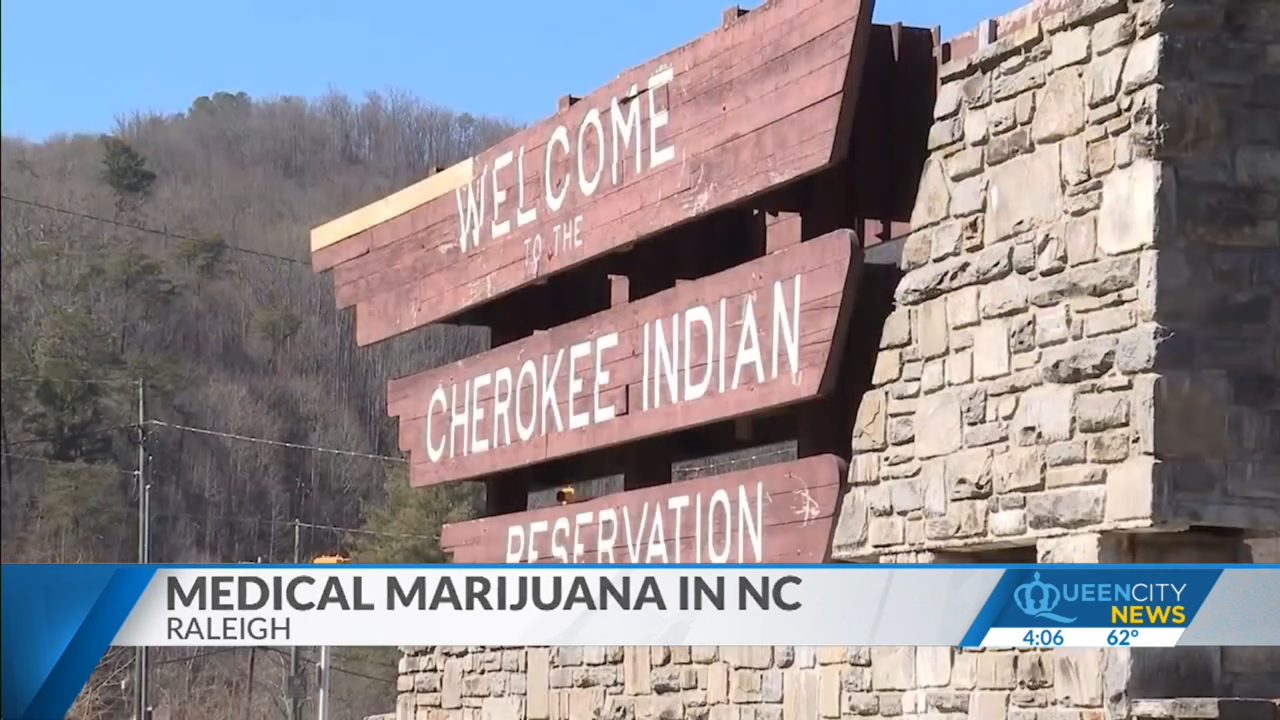 WELCOME
TO THE
CHEROKEE INDIAN
RESERVATION
MEDICAL MARIJUANA IN NC
RALEIGH
QUEENCITY
NEWS
4:06 62°